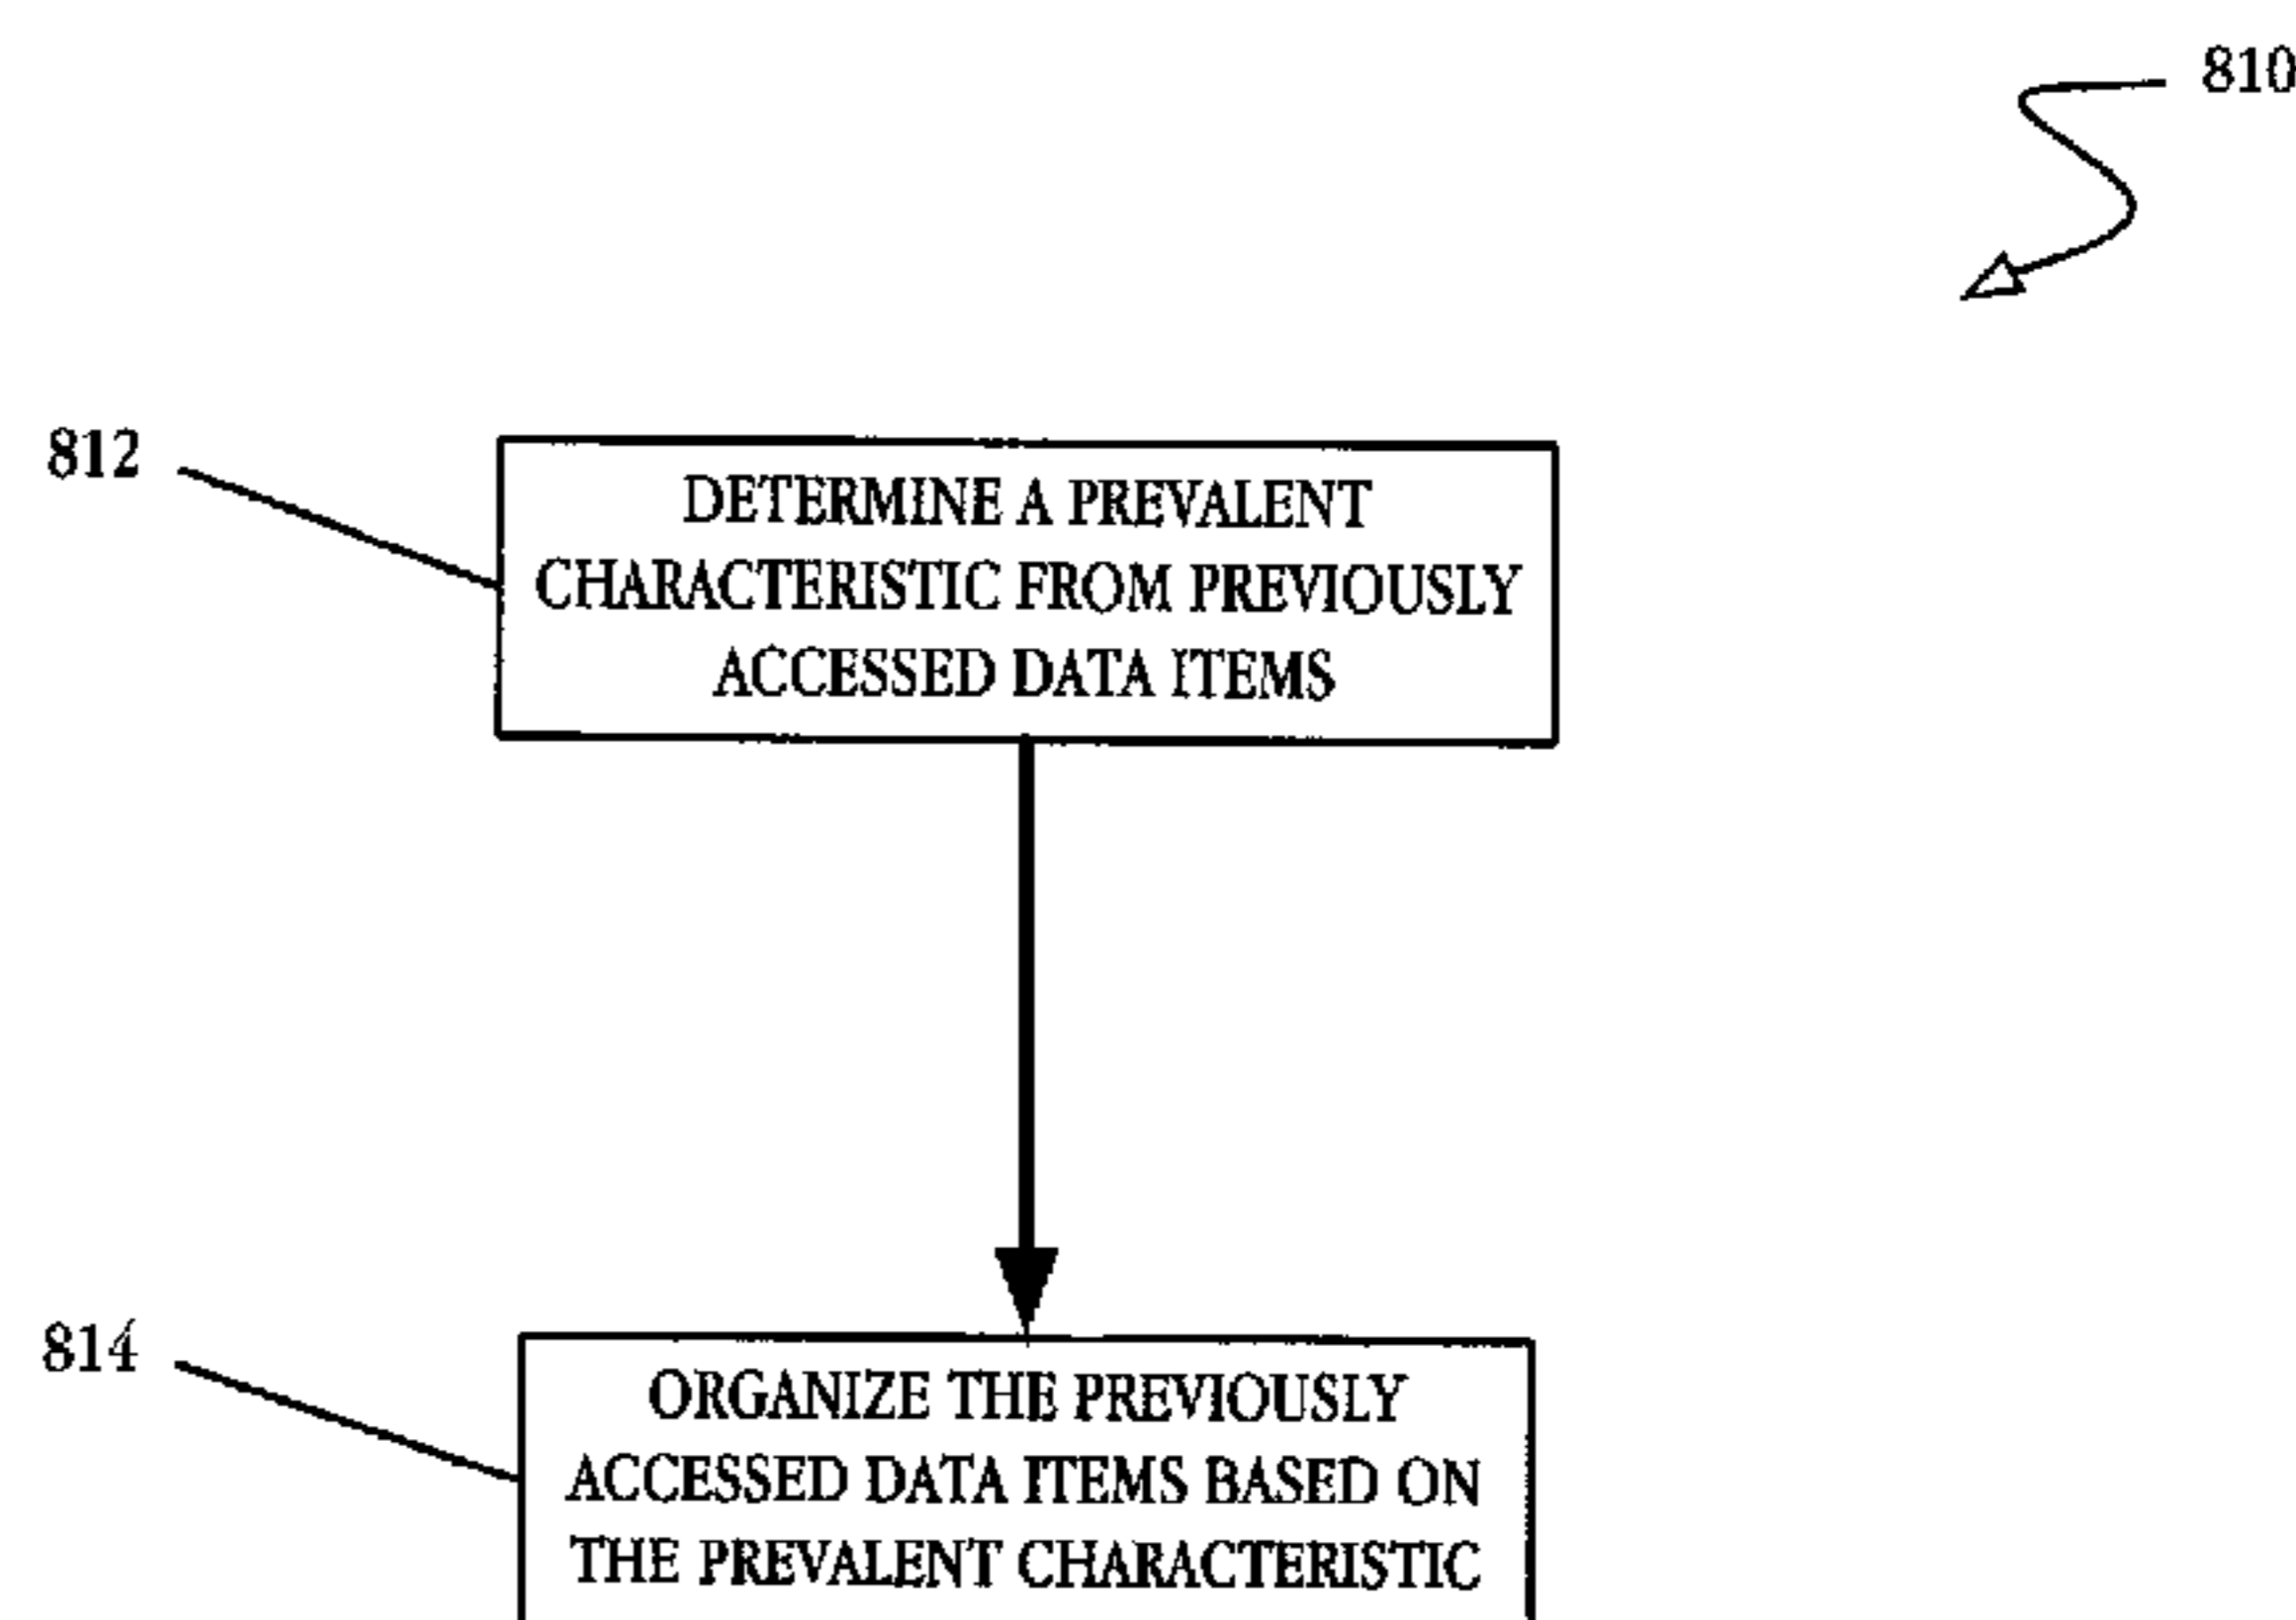 810
812
DETERMINE A PREVALENT
CHARACTERISTIC FROM PREVIOUSLY
ACCESSED DATA ITEMS
814
ORGANIZE THE PREVIOUSLY
ACCESSED DATA ITEMS BASED ON
THE PREVALENT CHARACTERISTIC